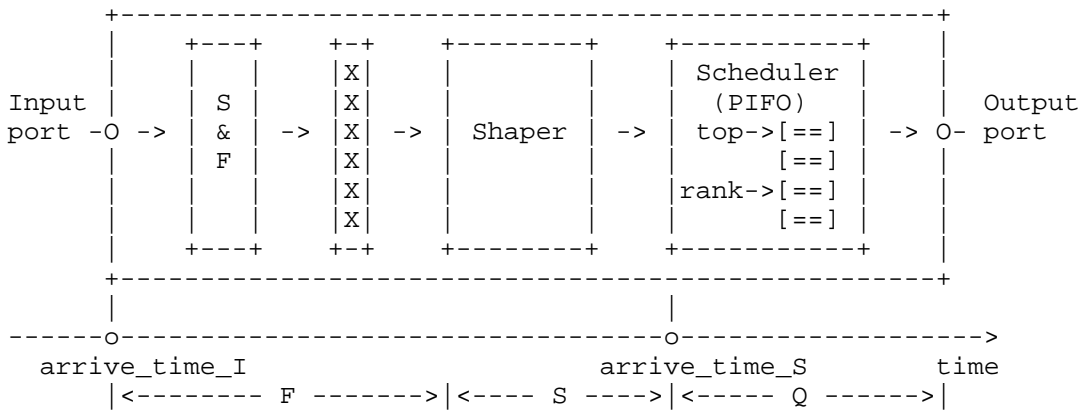 +---------------------------------------------------+
     |    +---+    +-+    +--------+    +-----------+    |
     |    |   |    |X|    |        |    | Scheduler |    |
Input|    | S |    |X|    |        |    |  (PIFO)   |    |  Output
port -O -> | & | -> |X| -> | Shaper | -> | top->[==] | -> O- port
     |    | F |    |X|    |        |    |      [==] |    |
     |    |   |    |X|    |        |    |rank->[==] |    |
     |    |   |    |X|    |        |    |      [==] |    |
     |    +---+    +-+    +--------+    +-----------+    |
     +---------------------------------------------------+
     |                                  |
------o----------------------------------o------------------->
  arrive_time_I                      arrive_time_S        time
      |<-------- F ------->|<---- S ---->|<----- Q ------>|